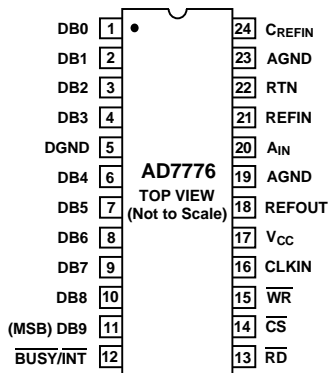 DB0 1 24 CREFIN
DB1 2 23 AGND
DB2 3 22 RTN
DB3 4 21 REFIN
DGND 5 20 AIN
DB4 6 19 AGND
DB5 7 18 REFOUT
DB6 8 17 VCC
DB7 9 16 CLKIN
DB8 10 15 WR
(MSB) DB9 11 14 CS
BUSY/INT 12 13 RD
AD7776
TOP VIEW
(Not to Scale)